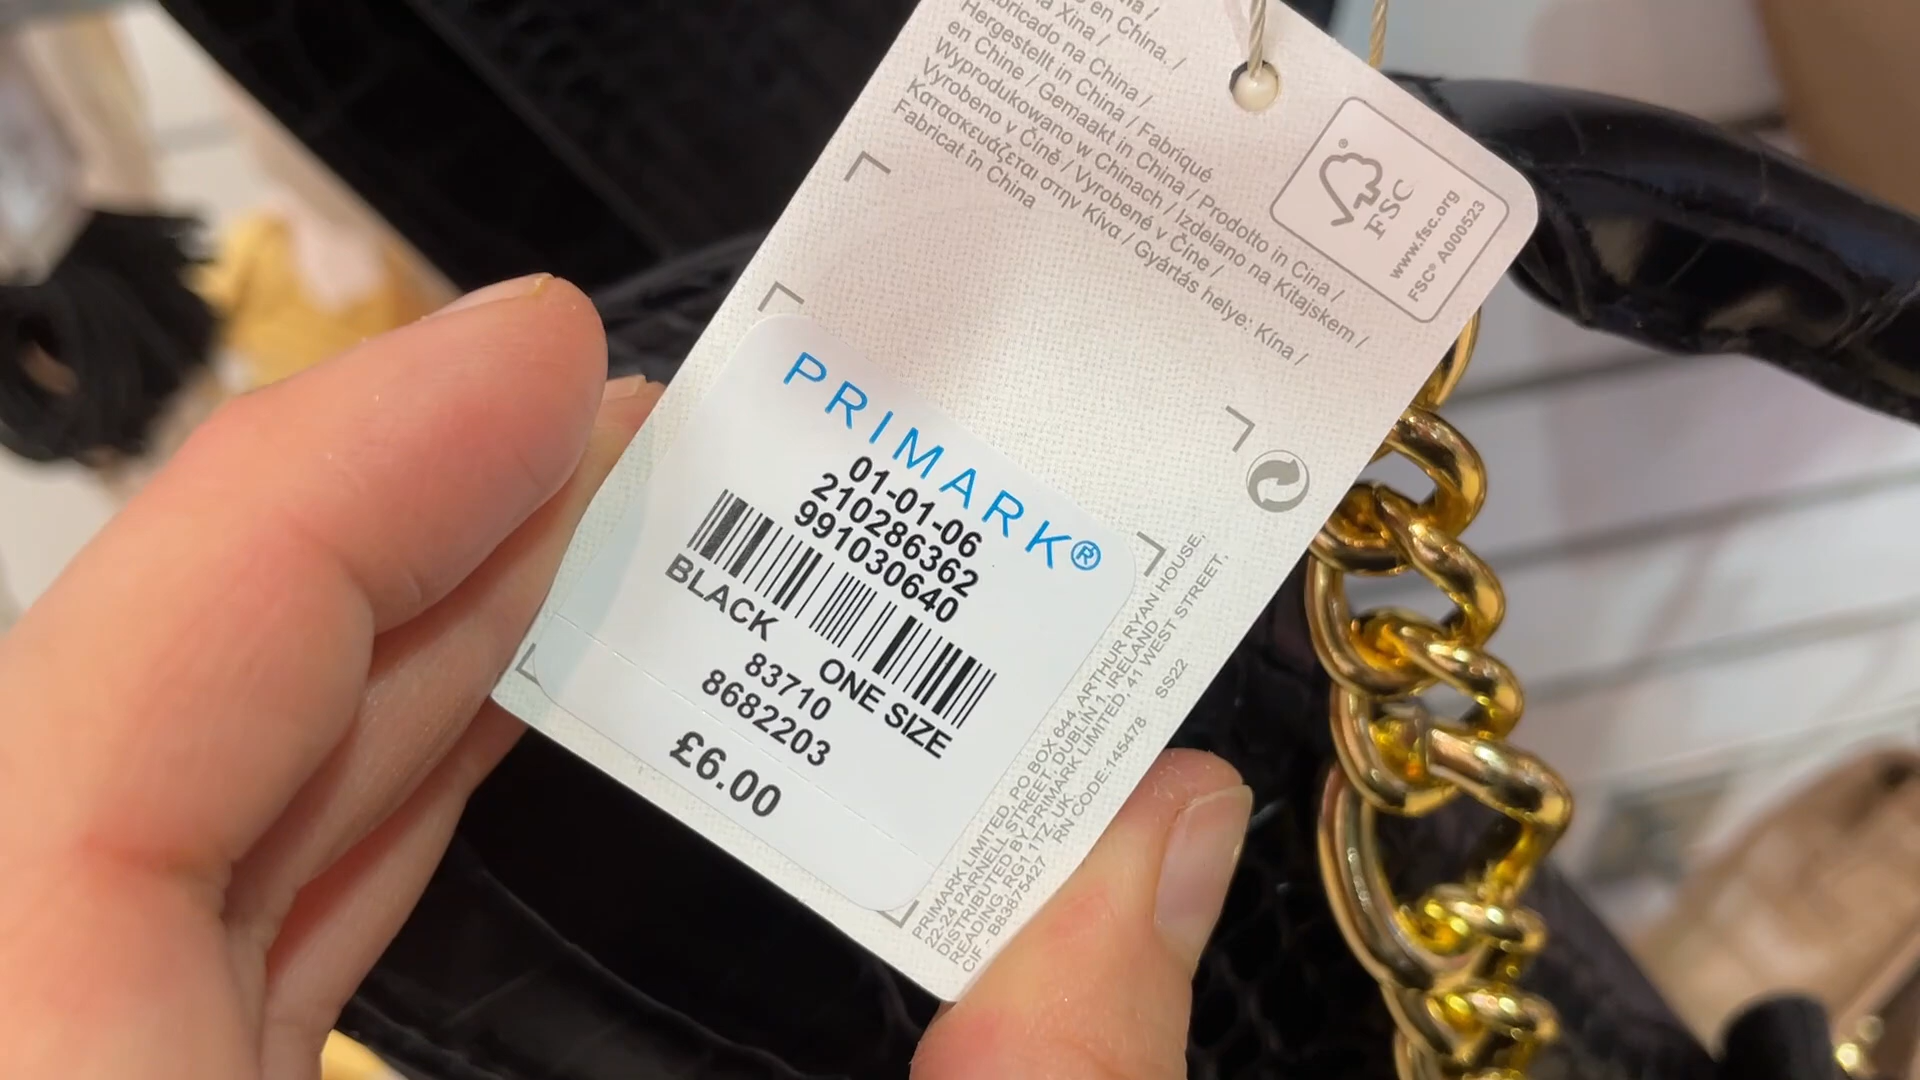 en China. /
Xina /
Fabricado na China /
Hergestellt in China / Fabriqué
en Chine / Gemaakt in China / Prodotto in Cina /
Wyprodukowano w Chinach / Izdelano na Kitajskem /
Vyrobeno v Číně / Vyrobené v Číne /
Κατασκευάζεται στην Κίνα / Gyártás helye: Kína /
Fabricat în China
®
FSC
www.fsc.org
FSC® A000523
PRIMARK®
01-01-06
210286362
991030640
BLACK ONE SIZE
83710
8682203
£6.00
PRIMARK LIMITED, PO BOX 644, ARTHUR RYAN HOUSE,
22-24 PARNELL STREET, DUBLIN 1, IRELAND
DISTRIBUTED BY PRIMARK LIMITED, 41 WEST STREET,
READING, RG1 1TZ, UK
CIF - B83875427 RN CODE:145478 SS22